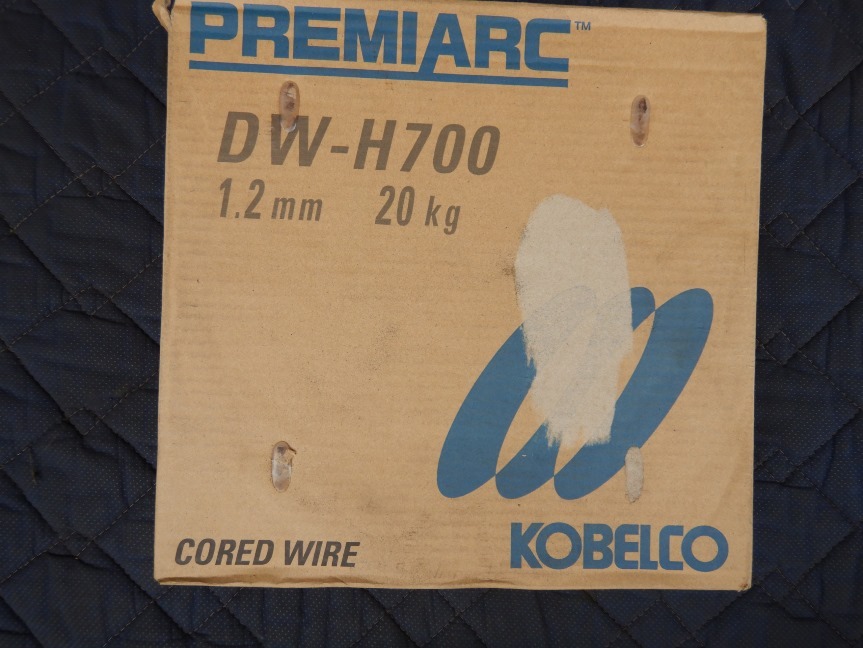 PREMIARC™
DW-H700
1.2 mm 20 kg
CORED WIRE
KOBELCO